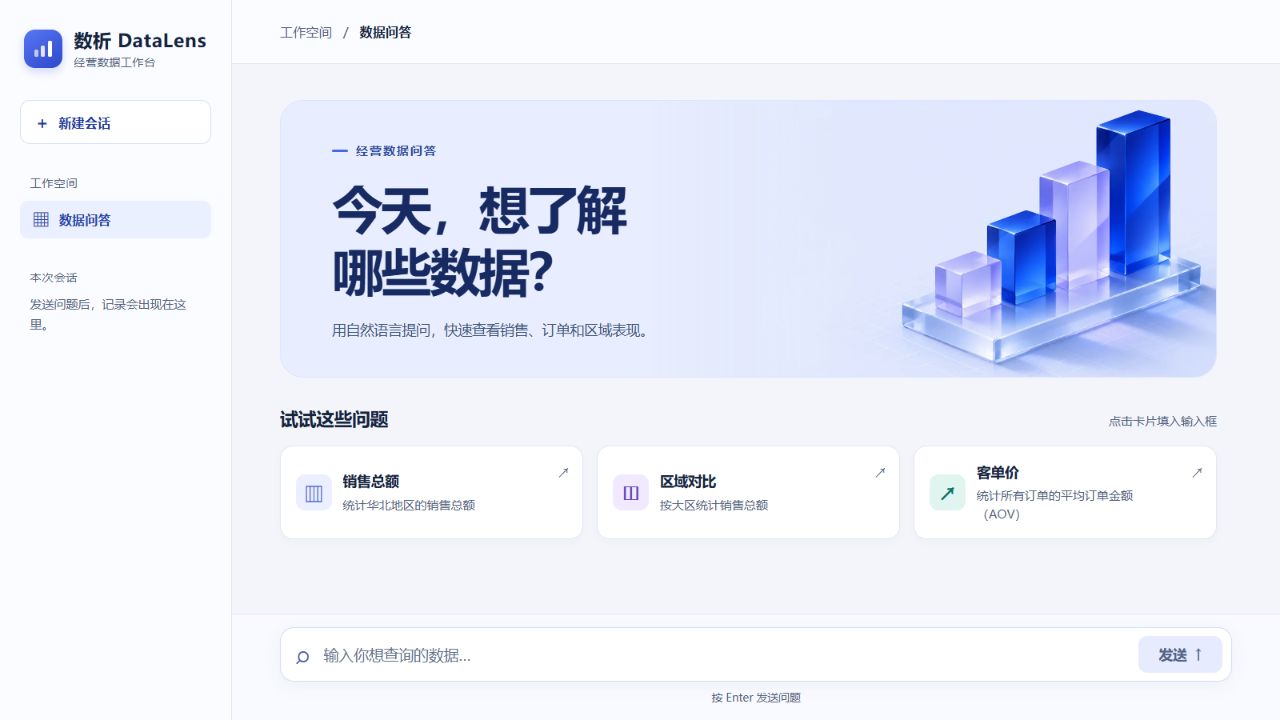 数析 DataLens
经营数据工作台
+ 新建会话
工作空间
数据问答
本次会话
发送问题后，记录会出现在这
里。
工作空间 / 数据问答
经营数据问答
今天，想了解
哪些数据？
用自然语言提问，快速查看销售、订单和区域表现。
试试这些问题
点击卡片填入输入框
销售总额
统计华北地区的销售总额
区域对比
按大区统计销售总额
客单价
统计所有订单的平均订单金额
（AOV）
输入你想查询的数据...
发送 ↑
按 Enter 发送问题